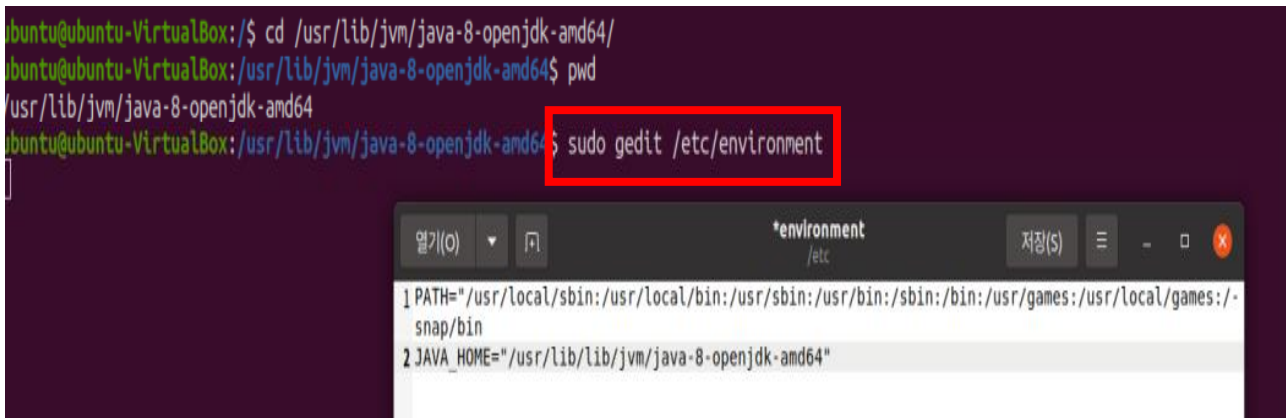 ubuntu@ubuntu-VirtualBox:/$ cd /usr/lib/jvm/java-8-openjdk-amd64/
ubuntu@ubuntu-VirtualBox:/usr/lib/jvm/java-8-openjdk-amd64$ pwd
/usr/lib/jvm/java-8-openjdk-amd64
ubuntu@ubuntu-VirtualBox:/usr/lib/jvm/java-8-openjdk-amd64$ sudo gedit /etc/environment
열기(O) *environment 저장(S)
/etc
1 PATH="/usr/local/sbin:/usr/local/bin:/usr/sbin:/usr/bin:/sbin:/bin:/usr/games:/usr/local/games:/-
snap/bin
2 JAVA_HOME="/usr/lib/lib/jvm/java-8-openjdk-amd64"